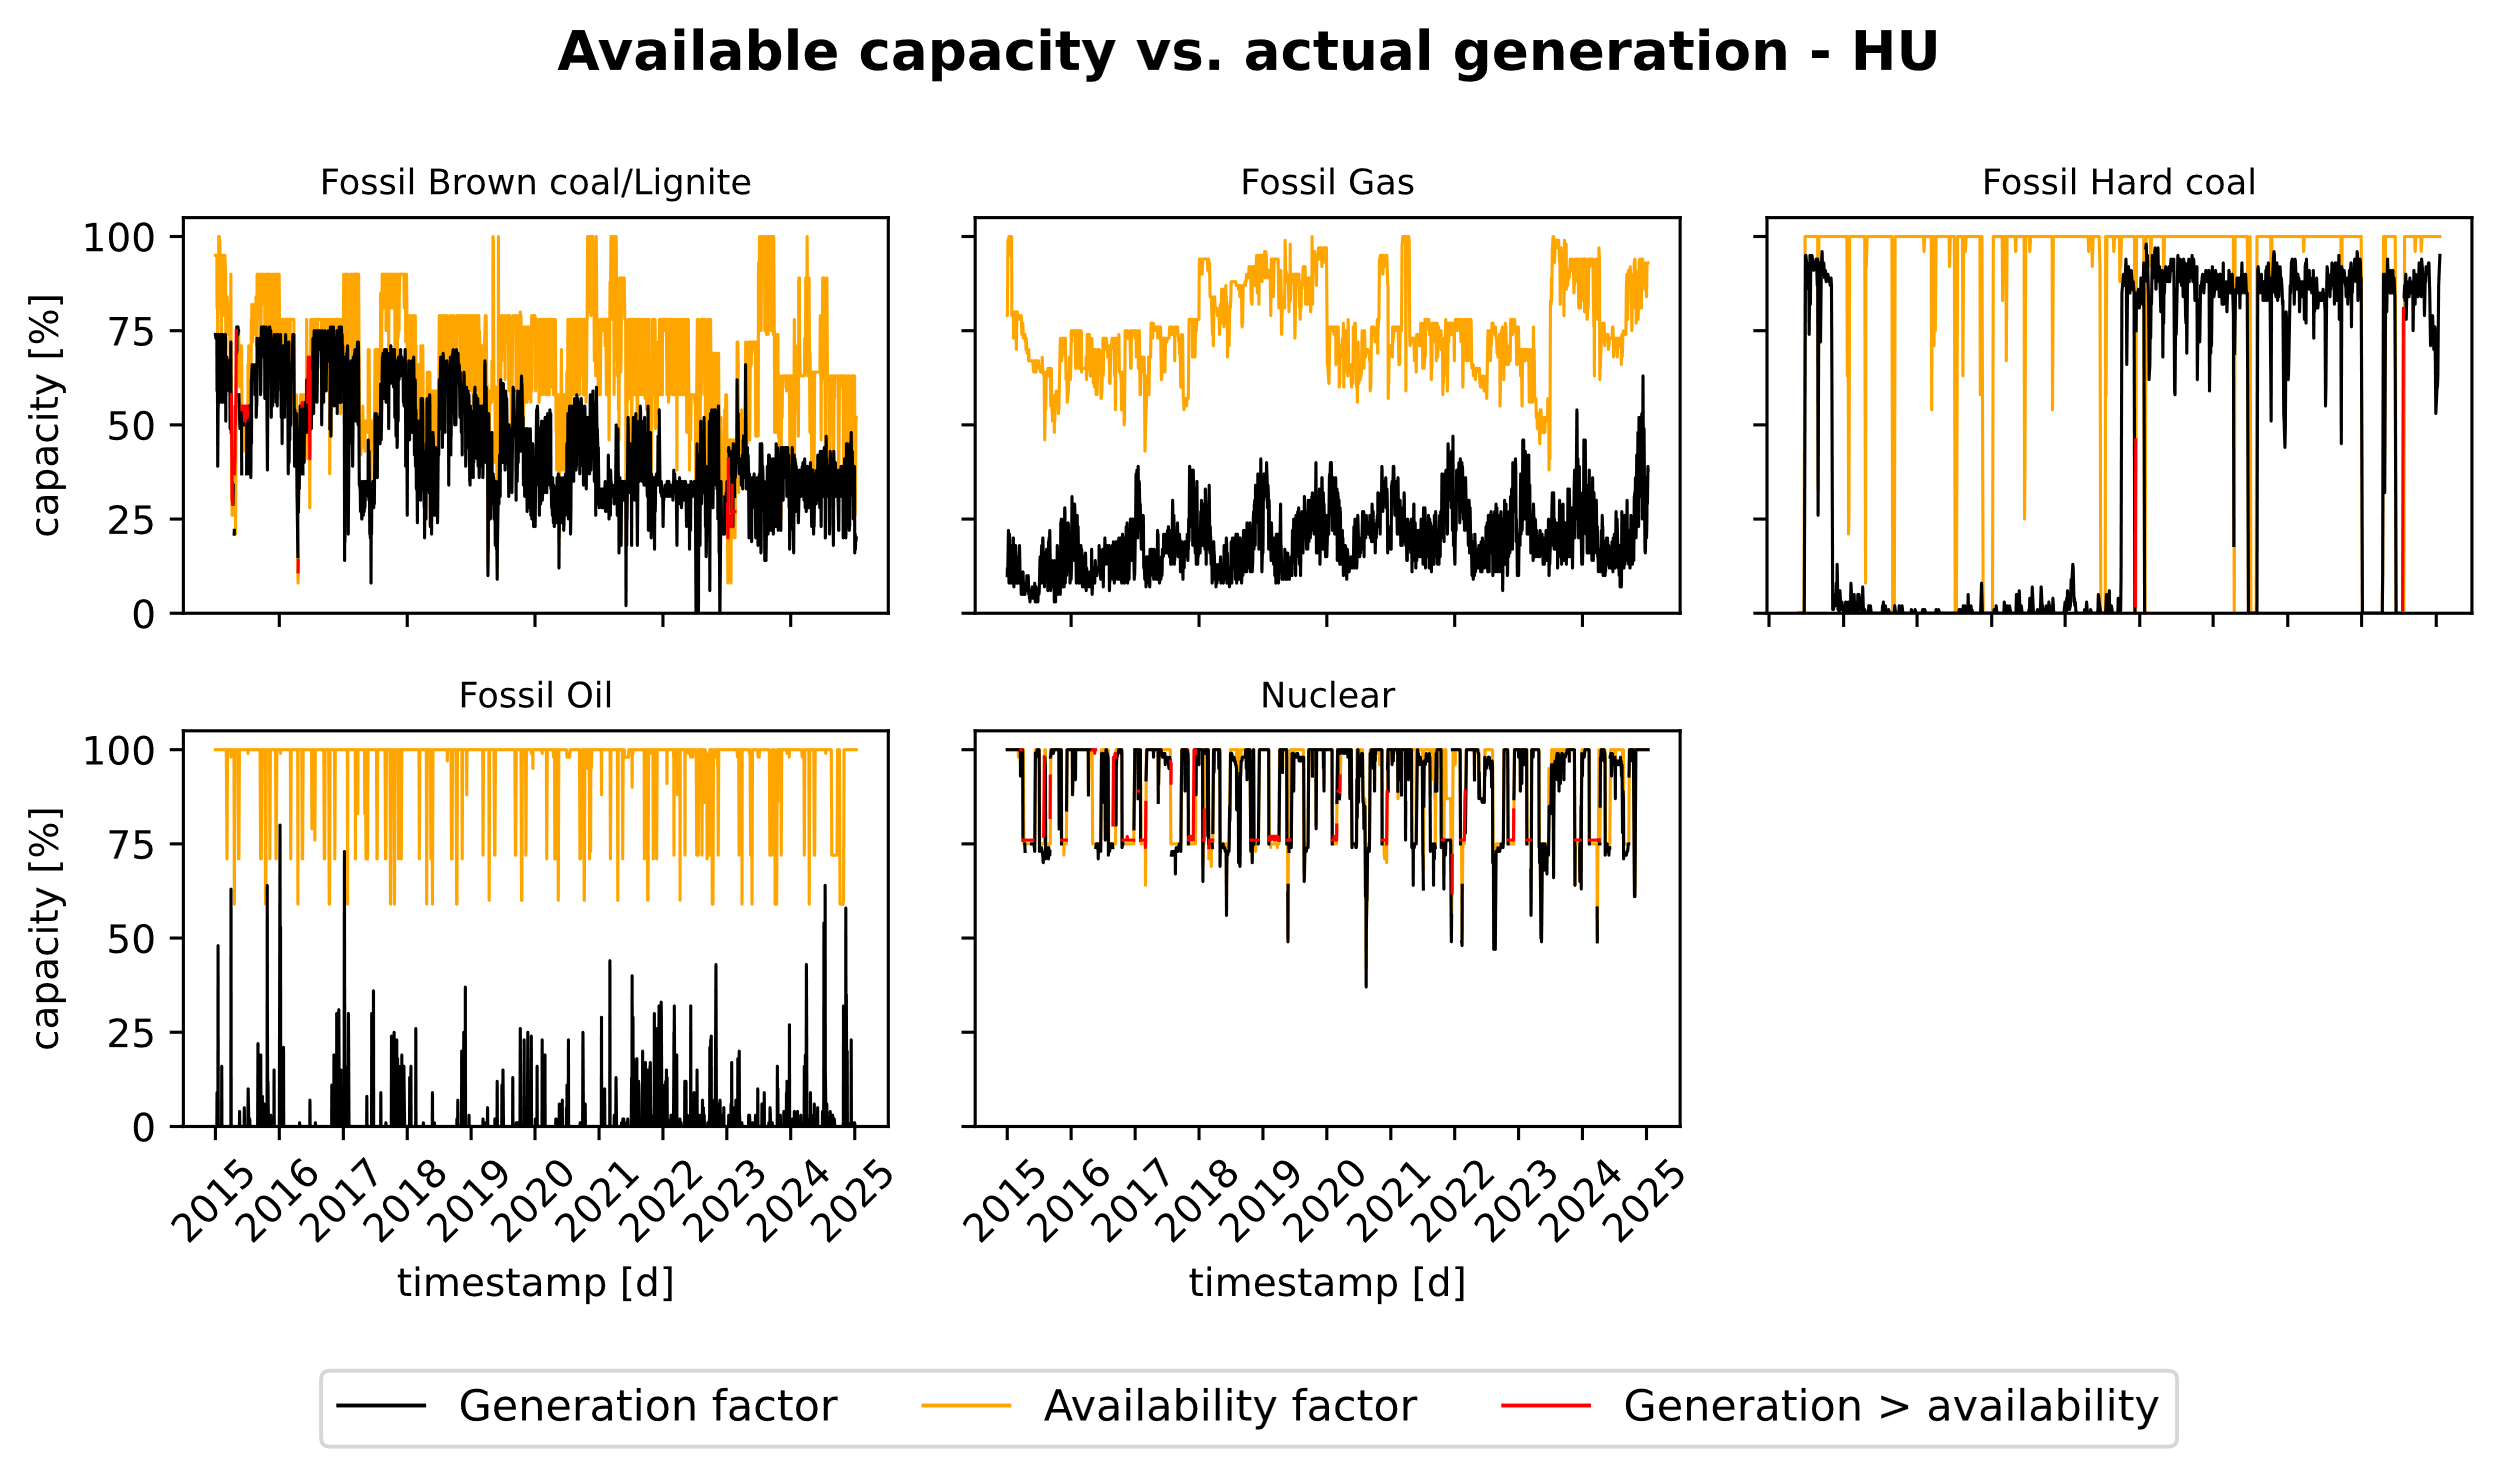 Available capacity vs. actual generation - HU
Fossil Brown coal/Lignite
Fossil Gas
Fossil Hard coal
capacity [%]
100
75
50
25
0
Fossil Oil
Nuclear
capacity [%]
100
75
50
25
0
2015 2016 2017 2018 2019 2020 2021 2022 2023 2024 2025
2015 2016 2017 2018 2019 2020 2021 2022 2023 2024 2025
timestamp [d]
timestamp [d]
Generation factor
Availability factor
Generation > availability